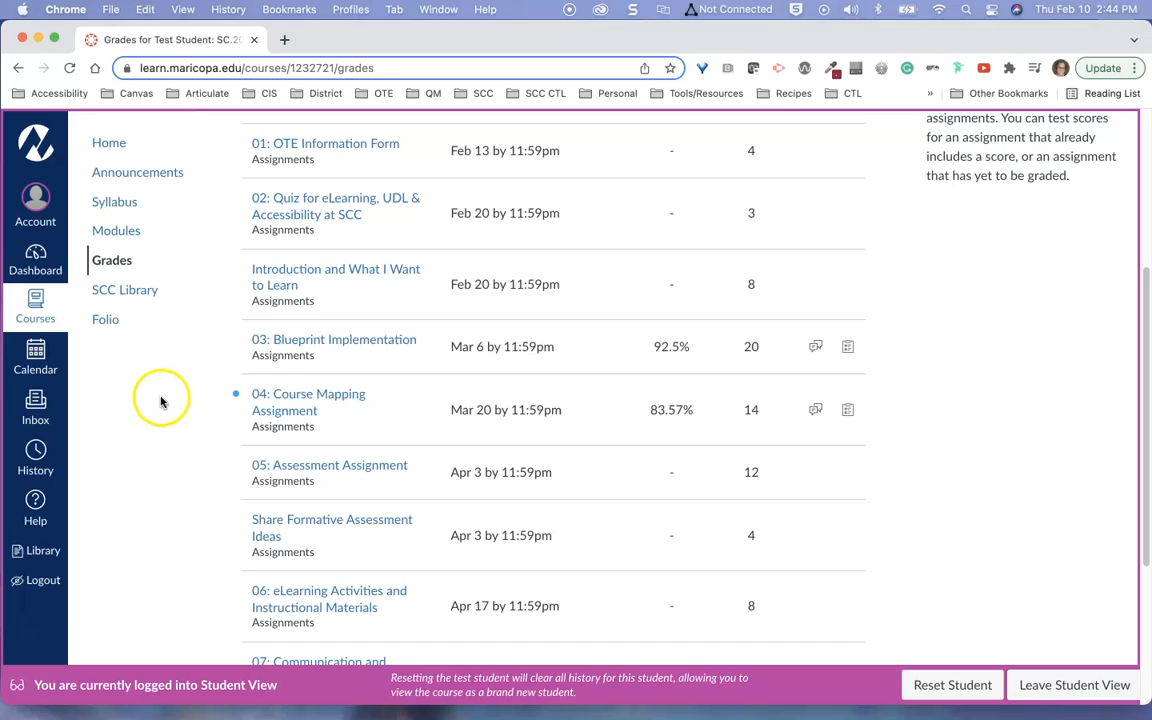 Chrome File Edit View History Bookmarks Profiles Tab Window Help Not Connected Thu Feb 10 2:44 PM
Grades for Test Student: SC.20
learn.maricopa.edu/courses/1232721/grades Update
Accessibility Canvas Articulate CIS District OTE QM SCC SCC CTL Personal Tools/Resources Recipes CTL » Other Bookmarks Reading List
Account
Dashboard
Courses
Calendar
Inbox
History
Help
Library
Logout
Home
Announcements
Syllabus
Modules
Grades
SCC Library
Folio
01: OTE Information Form Feb 13 by 11:59pm - 4
Assignments
02: Quiz for eLearning, UDL &
Accessibility at SCC Feb 20 by 11:59pm - 3
Assignments
Introduction and What I Want
to Learn Feb 20 by 11:59pm - 8
Assignments
03: Blueprint Implementation Mar 6 by 11:59pm 92.5% 20
Assignments
04: Course Mapping
Assignment Mar 20 by 11:59pm 83.57% 14
Assignments
05: Assessment Assignment Apr 3 by 11:59pm - 12
Assignments
Share Formative Assessment
Ideas Apr 3 by 11:59pm - 4
Assignments
06: eLearning Activities and
Instructional Materials Apr 17 by 11:59pm - 8
Assignments
07: Communication and
assignments. You can test scores
for an assignment that already
includes a score, or an assignment
that has yet to be graded.
You are currently logged into Student View
Resetting the test student will clear all history for this student, allowing you to
view the course as a brand new student.
Reset Student
Leave Student View